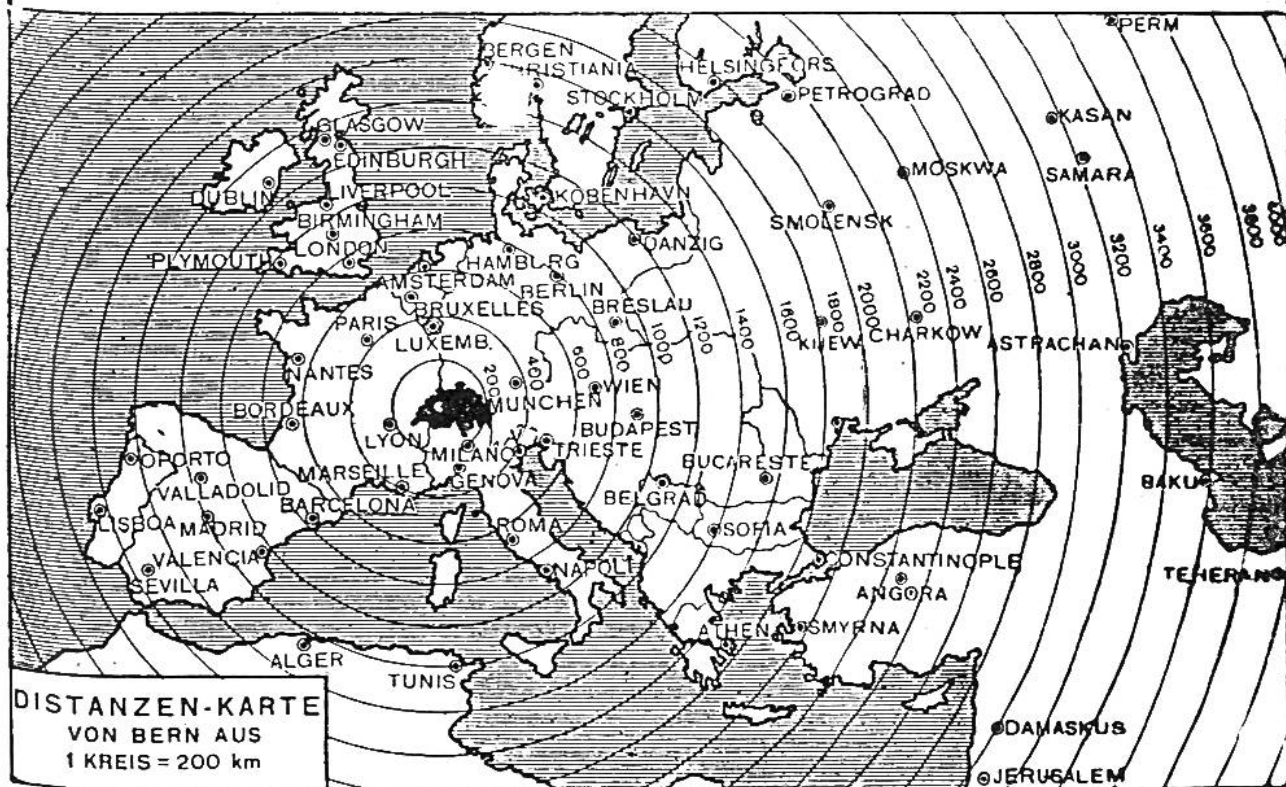 PERM
BERGEN
CHRISTIANIA
HELSINGFORS
STOCKHOLM
PETROGRAD
KASAN
GLASGOW
EDINBURGH
MOSKWA
SAMARA
DUBLIN
LIVERPOOL
KÖBENHAVN
SMOLENSK
BIRMINGHAM
DANZIG
LONDON
PLYMOUTH
HAMBURG
AMSTERDAM
BERLIN
BRUXELLES
BRESLAU
PARIS
LUXEMB.
KIJEW
CHARKOW
ASTRACHAN
200
400
600
800
1000
1200
1400
1600
1800
2000
2200
2400
2600
2800
3000
3200
3400
3600
3800
4000
NANTES
WIEN
MÜNCHEN
BORDEAUX
BUDAPEST
LYON
MILANO
TRIESTE
OPORTO
MARSEILLE
GENOVA
BUCARESTE
VALLADOLID
BELGRAD
BAKU
BARCELONA
LISBOA
MADRID
ROMA
SOFIA
VALENCIA
NAPOLI
CONSTANTINOPLE
TEHERAN
SEVILLA
ANGORA
ATHEN
SMYRNA
ALGER
TUNIS
DISTANZEN-KARTE
VON BERN AUS
1 KREIS = 200 km
DAMASKUS
JERUSALEM